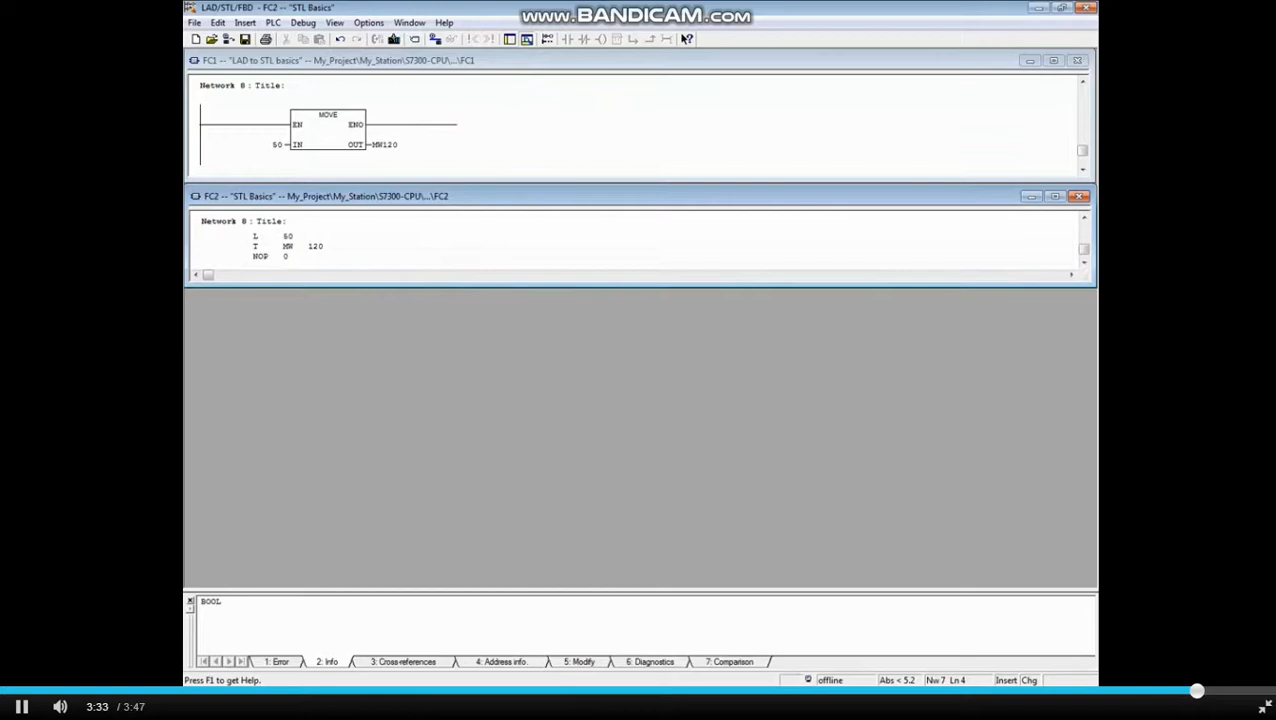 LAD/STL/FBD - FC2 -- "STL Basics"
www.BANDICAM.com
File Edit Insert PLC Debug View Options Window Help
FC1 -- "LAD to STL basics" -- My_Project\My_Station\S7300-CPU\...\FC1
Network 8 : Title:
MOVE
EN ENO
50 IN OUT MW120
FC2 -- "STL Basics" -- My_Project\My_Station\S7300-CPU\...\FC2
Network 8 : Title:
L 50
T MW 120
NOP 0
BOOL
1: Error 2: Info 3: Cross-references 4: Address info. 5: Modify 6: Diagnostics 7: Comparison
Press F1 to get Help. offline Abs < 5.2 Nw 7 Ln 4 Insert Chg
3:33 / 3:47